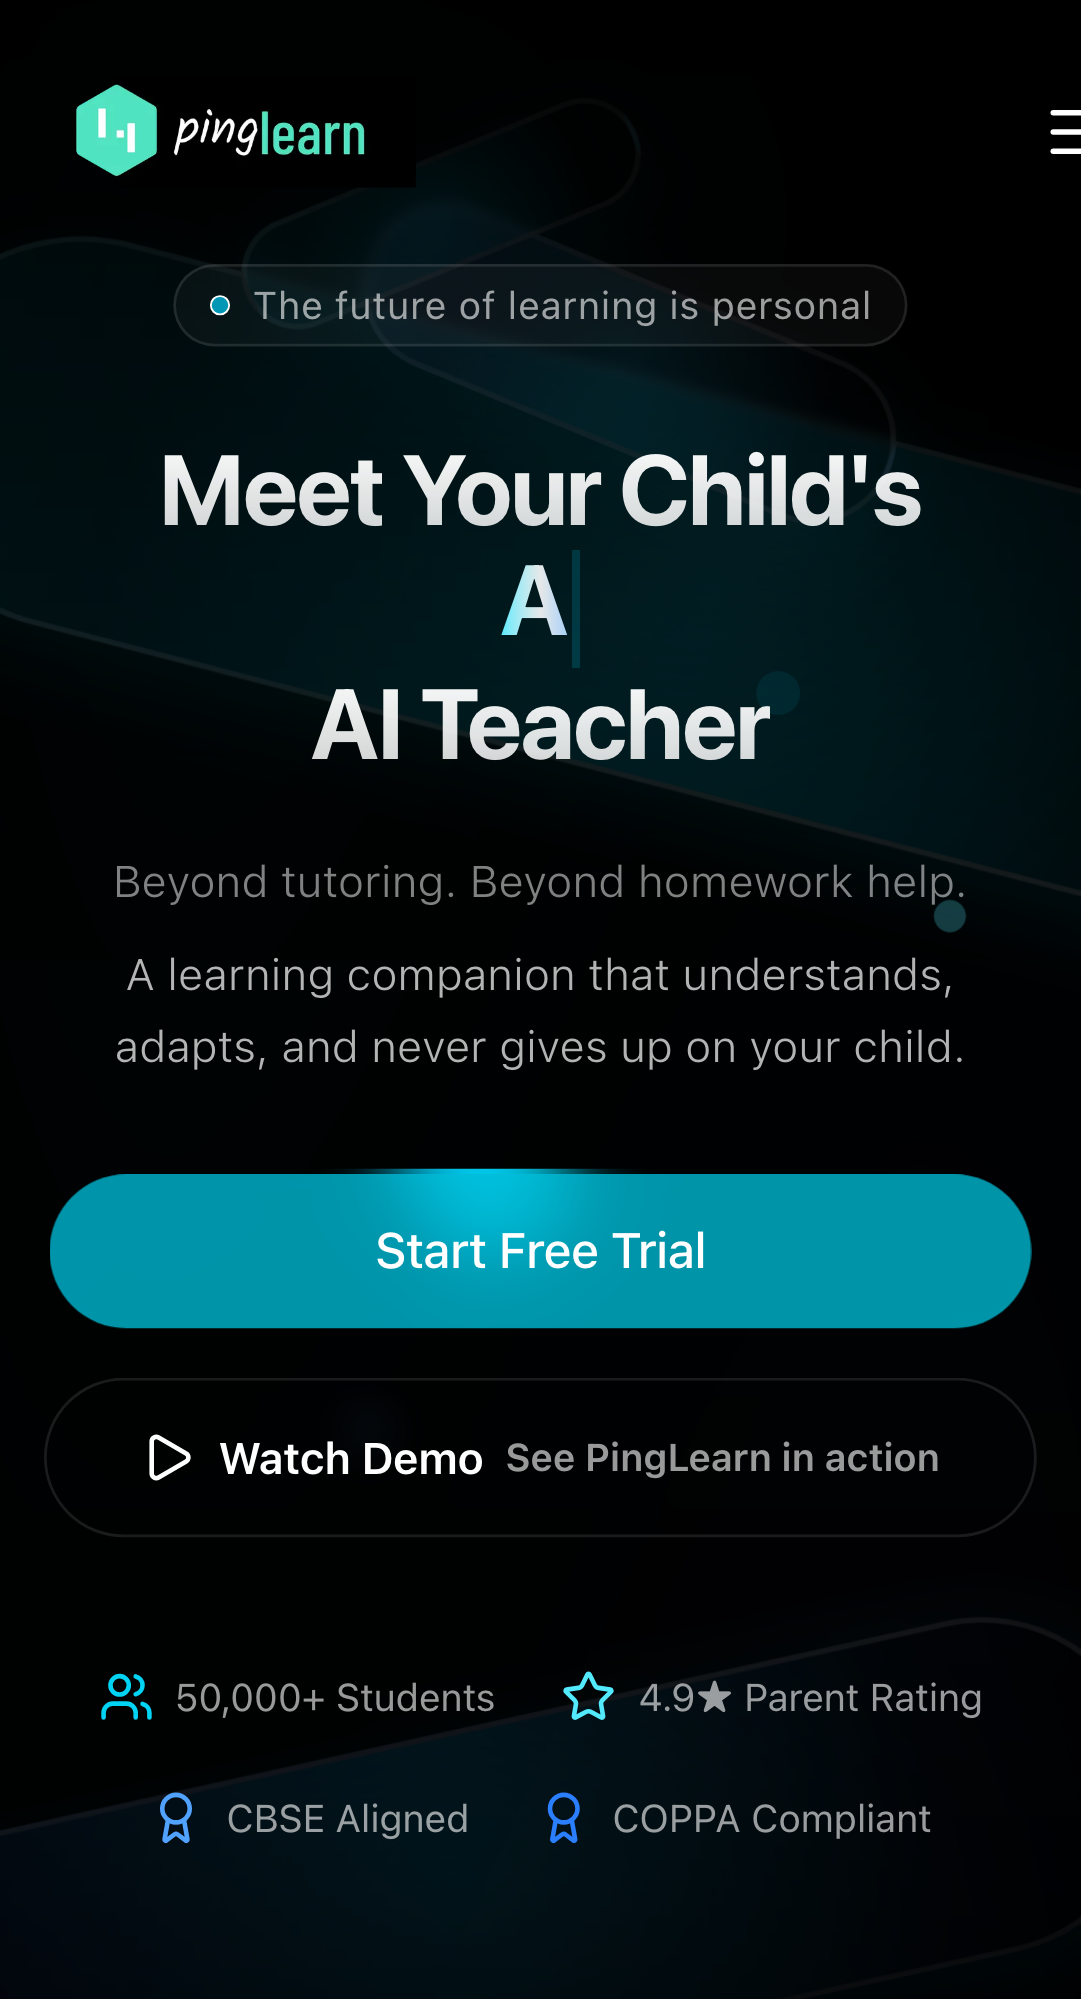 pinglearn
The future of learning is personal
Meet Your Child's
A
AI Teacher
Beyond tutoring. Beyond homework help.
A learning companion that understands,
adapts, and never gives up on your child.
Start Free Trial
Watch Demo See PingLearn in action
50,000+ Students 4.9★ Parent Rating
CBSE Aligned COPPA Compliant